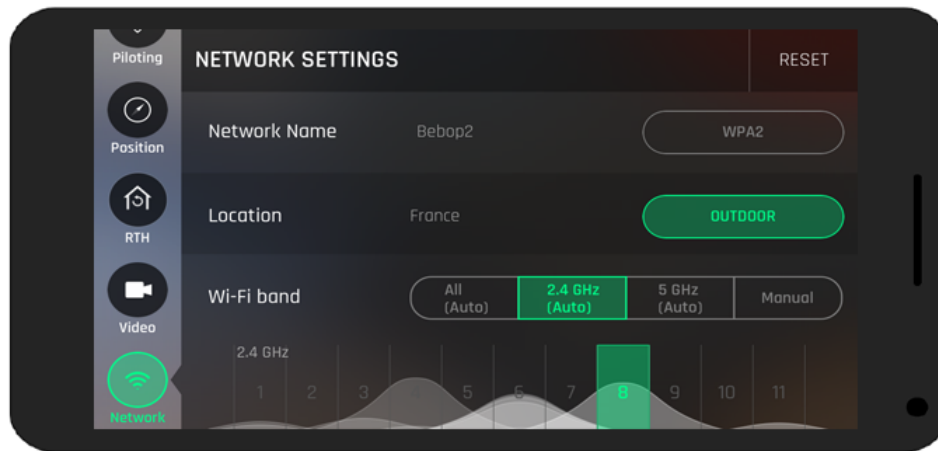 Piloting
NETWORK SETTINGS
RESET
Position
Network Name
Bebop2
WPA2
RTH
Location
France
OUTDOOR
Video
Wi-Fi band
All
(Auto)
2.4 GHz
(Auto)
5 GHz
(Auto)
Manual
Network
2.4 GHz
1 2 3 5 6 7 8 9 10 11